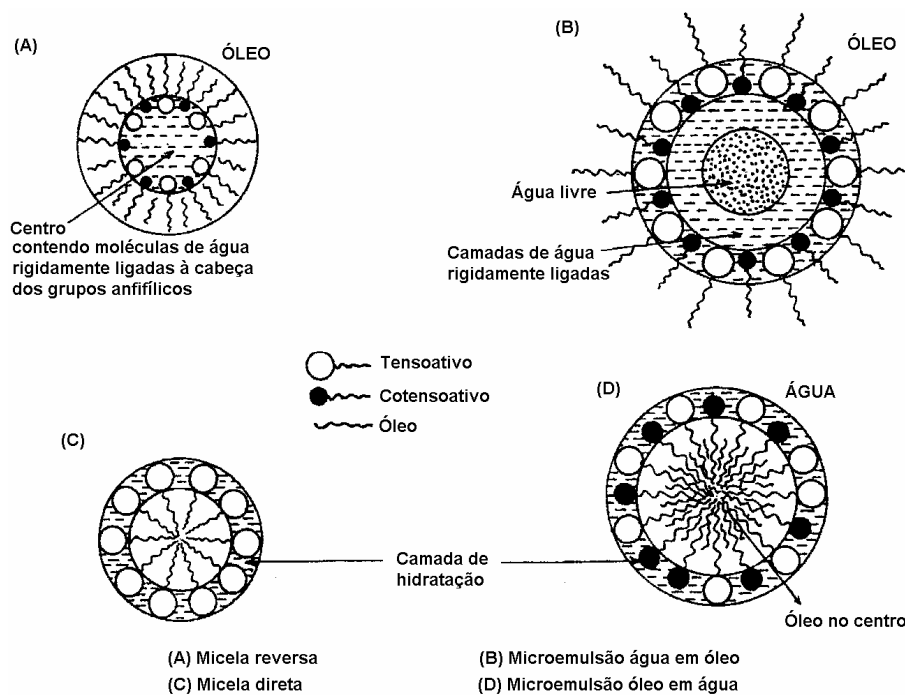 (A)
ÓLEO
Centro
contendo moléculas de água
rigidamente ligadas à cabeça
dos grupos anfifílicos
(B)
ÓLEO
Água livre
Camadas de água
rigidamente ligadas
Tensoativo
Cotensoativo
Óleo
(C)
(D)
ÁGUA
Camada de
hidratação
Óleo no centro
(A) Micela reversa
(B) Microemulsão água em óleo
(C) Micela direta
(D) Microemulsão óleo em água